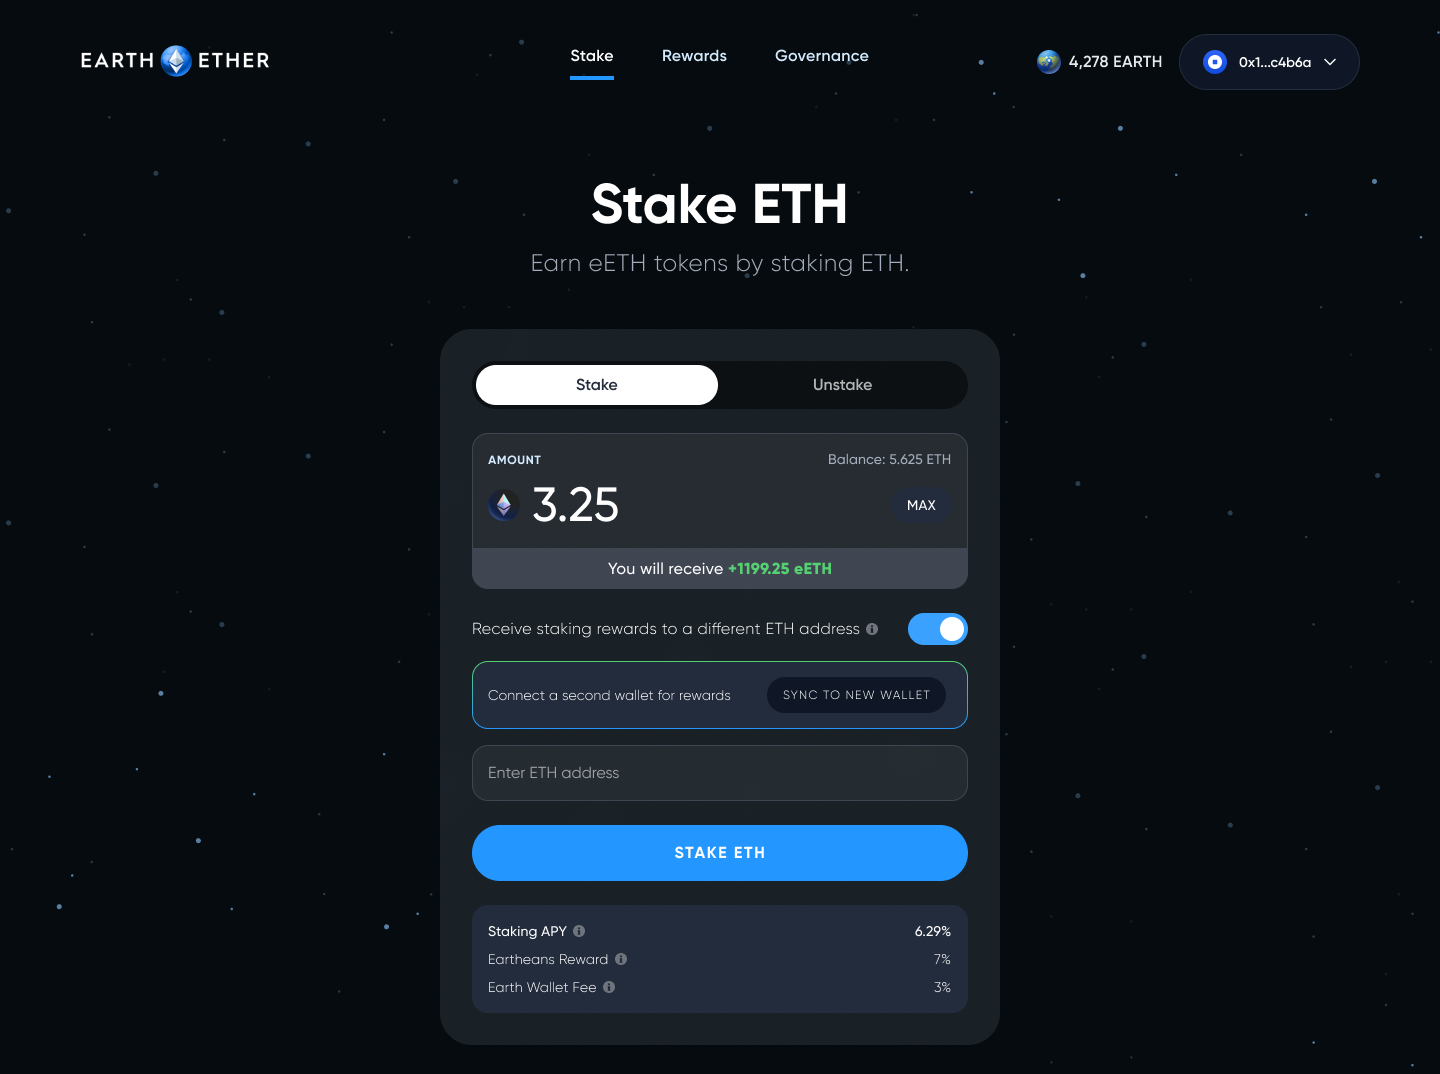 EARTH ETHER
Stake
Rewards
Governance
4,278 EARTH
0x1...c4b6a
Stake ETH
Earn eETH tokens by staking ETH.
Stake
Unstake
AMOUNT
Balance: 5.625 ETH
3.25
MAX
You will receive +1199.25 eETH
Receive staking rewards to a different ETH address
Connect a second wallet for rewards
SYNC TO NEW WALLET
Enter ETH address
STAKE ETH
Staking APY
6.29%
Eartheans Reward
7%
Earth Wallet Fee
3%